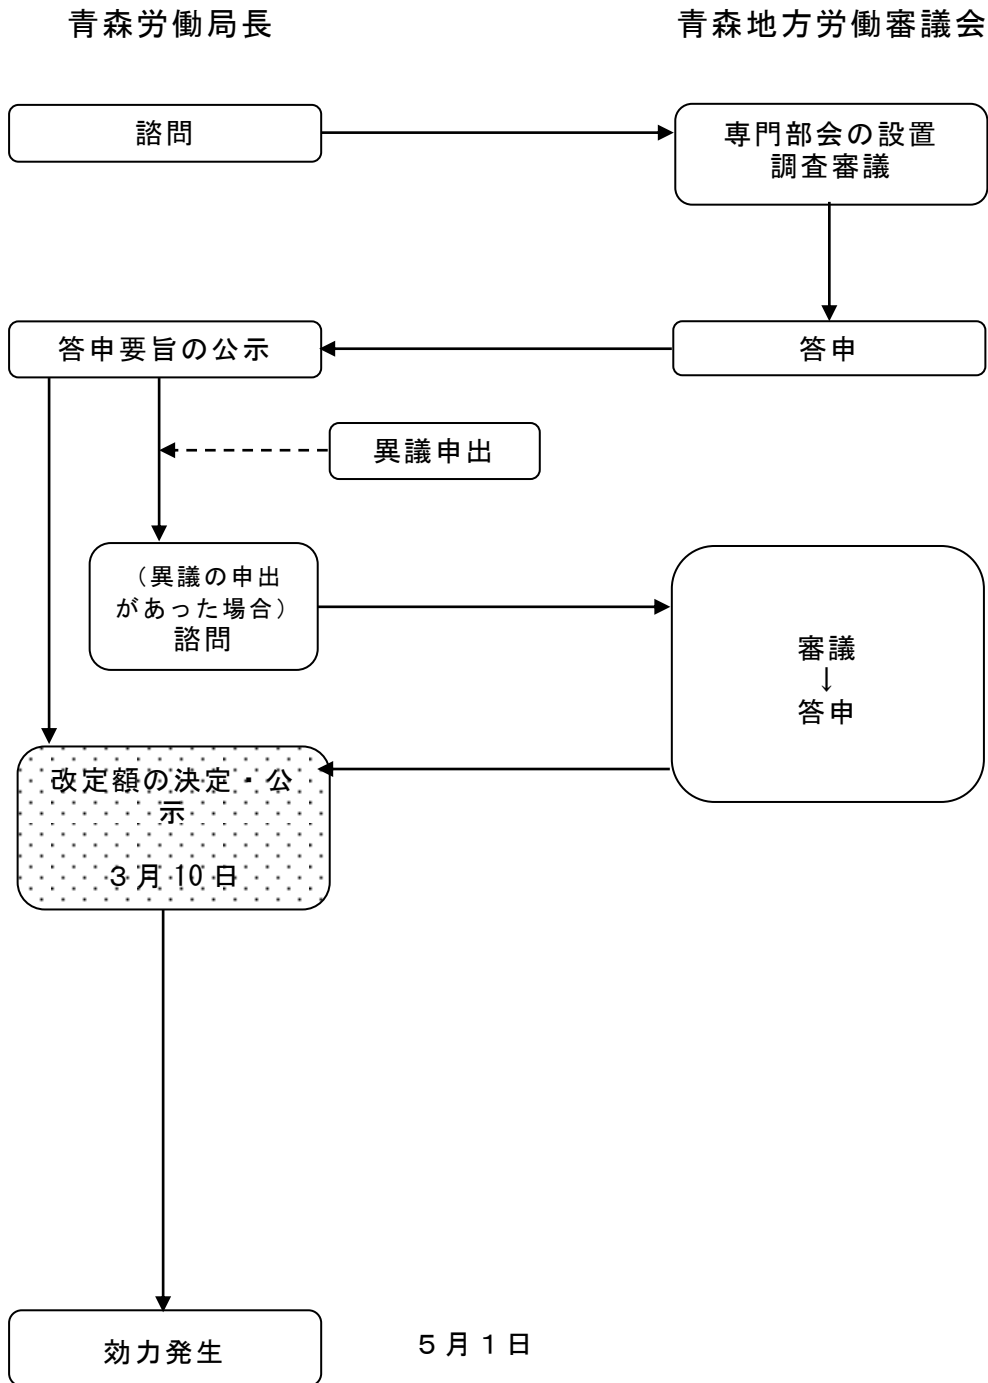 青森労働局長
青森地方労働審議会
諮問
専門部会の設置
調査審議
答申要旨の公示
答申
異議申出
（異議の申出
があった場合）
諮問
審議
↓
答申
改定額の決定・公
示
３月10日
効力発生
５月１日